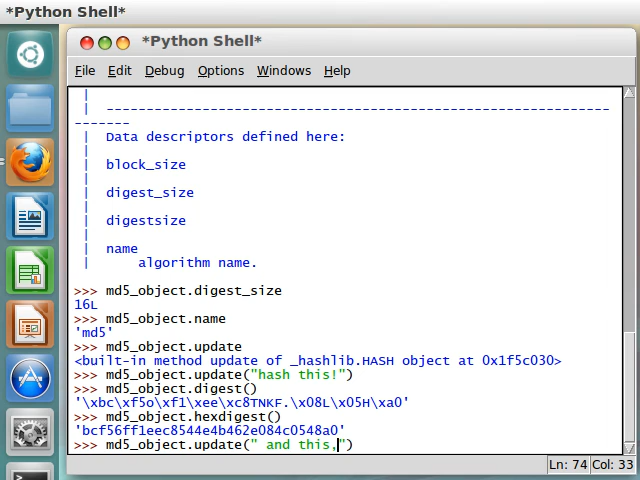 *Python Shell*
*Python Shell*
File Edit Debug Options Windows Help
|
| ---------------------------------------------------------------
-------
| Data descriptors defined here:
|
| block_size
|
| digest_size
|
| digestsize
|
| name
| algorithm name.
>>> md5_object.digest_size
16L
>>> md5_object.name
'md5'
>>> md5_object.update
<built-in method update of _hashlib.HASH object at 0x1f5c030>
>>> md5_object.update("hash this!")
>>> md5_object.digest()
'\xbc\xf5o\xf1\xee\xc8TNKF.\x08L\x05H\xa0'
>>> md5_object.hexdigest()
'bcf56ff1eec8544e4b462e084c0548a0'
>>> md5_object.update(" and this,")
Ln: 74 Col: 33